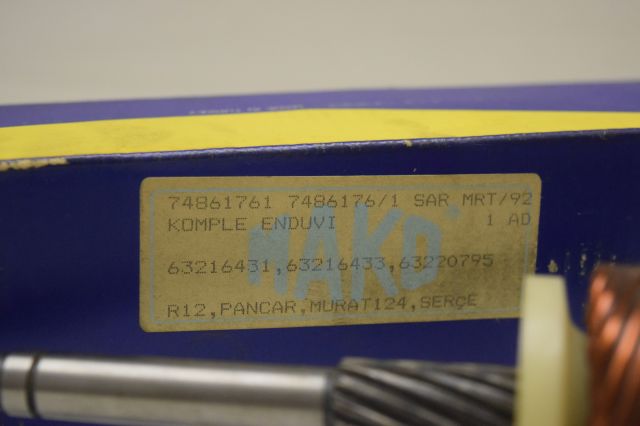 74861761 7486176/1 SAR MRT/92
KOMPLE ENDUVI 1 AD
MAKO
63216431,63216433,63220795
R12,PANCAR,MURAT124,SERÇE